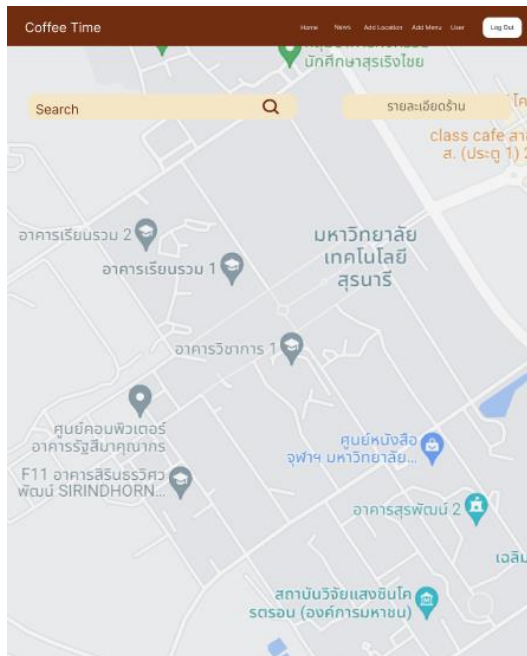 Coffee Time
Home
News
Add Location
Add Menu
User
Log Out
นักศึกษาสุรเริงไชย
Search
รายละเอียดร้าน
class cafe
ส. (ประตู 1)
อาคารเรียนรวม 2
อาคารเรียนรวม 1
มหาวิทยาลัย
เทคโนโลยี
สุรนารี
อาคารวิชาการ 1
ศูนย์คอมพิวเตอร์
อาคารรัฐสีมาคุณากร
ศูนย์หนังสือ
จุฬาฯ มหาวิทยาลัย...
F11 อาคารสิรินธรวิศว
พัฒน์ SIRINDHORN...
อาคารสุรพัฒน์ 2
สถาบันวิจัยแสงซินโค
รตรอน (องค์การมหาชน)